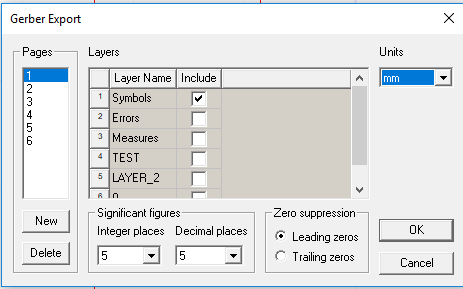 Gerber Export
Pages
1
2
3
4
5
6
New
Delete
Layers
Layer Name Include
1 Symbols
2 Errors
3 Measures
4 TEST
5 LAYER_2
6 0
Units
mm
Significant figures
Integer places Decimal places
5 5
Zero suppression
Leading zeros
Trailing zeros
OK
Cancel